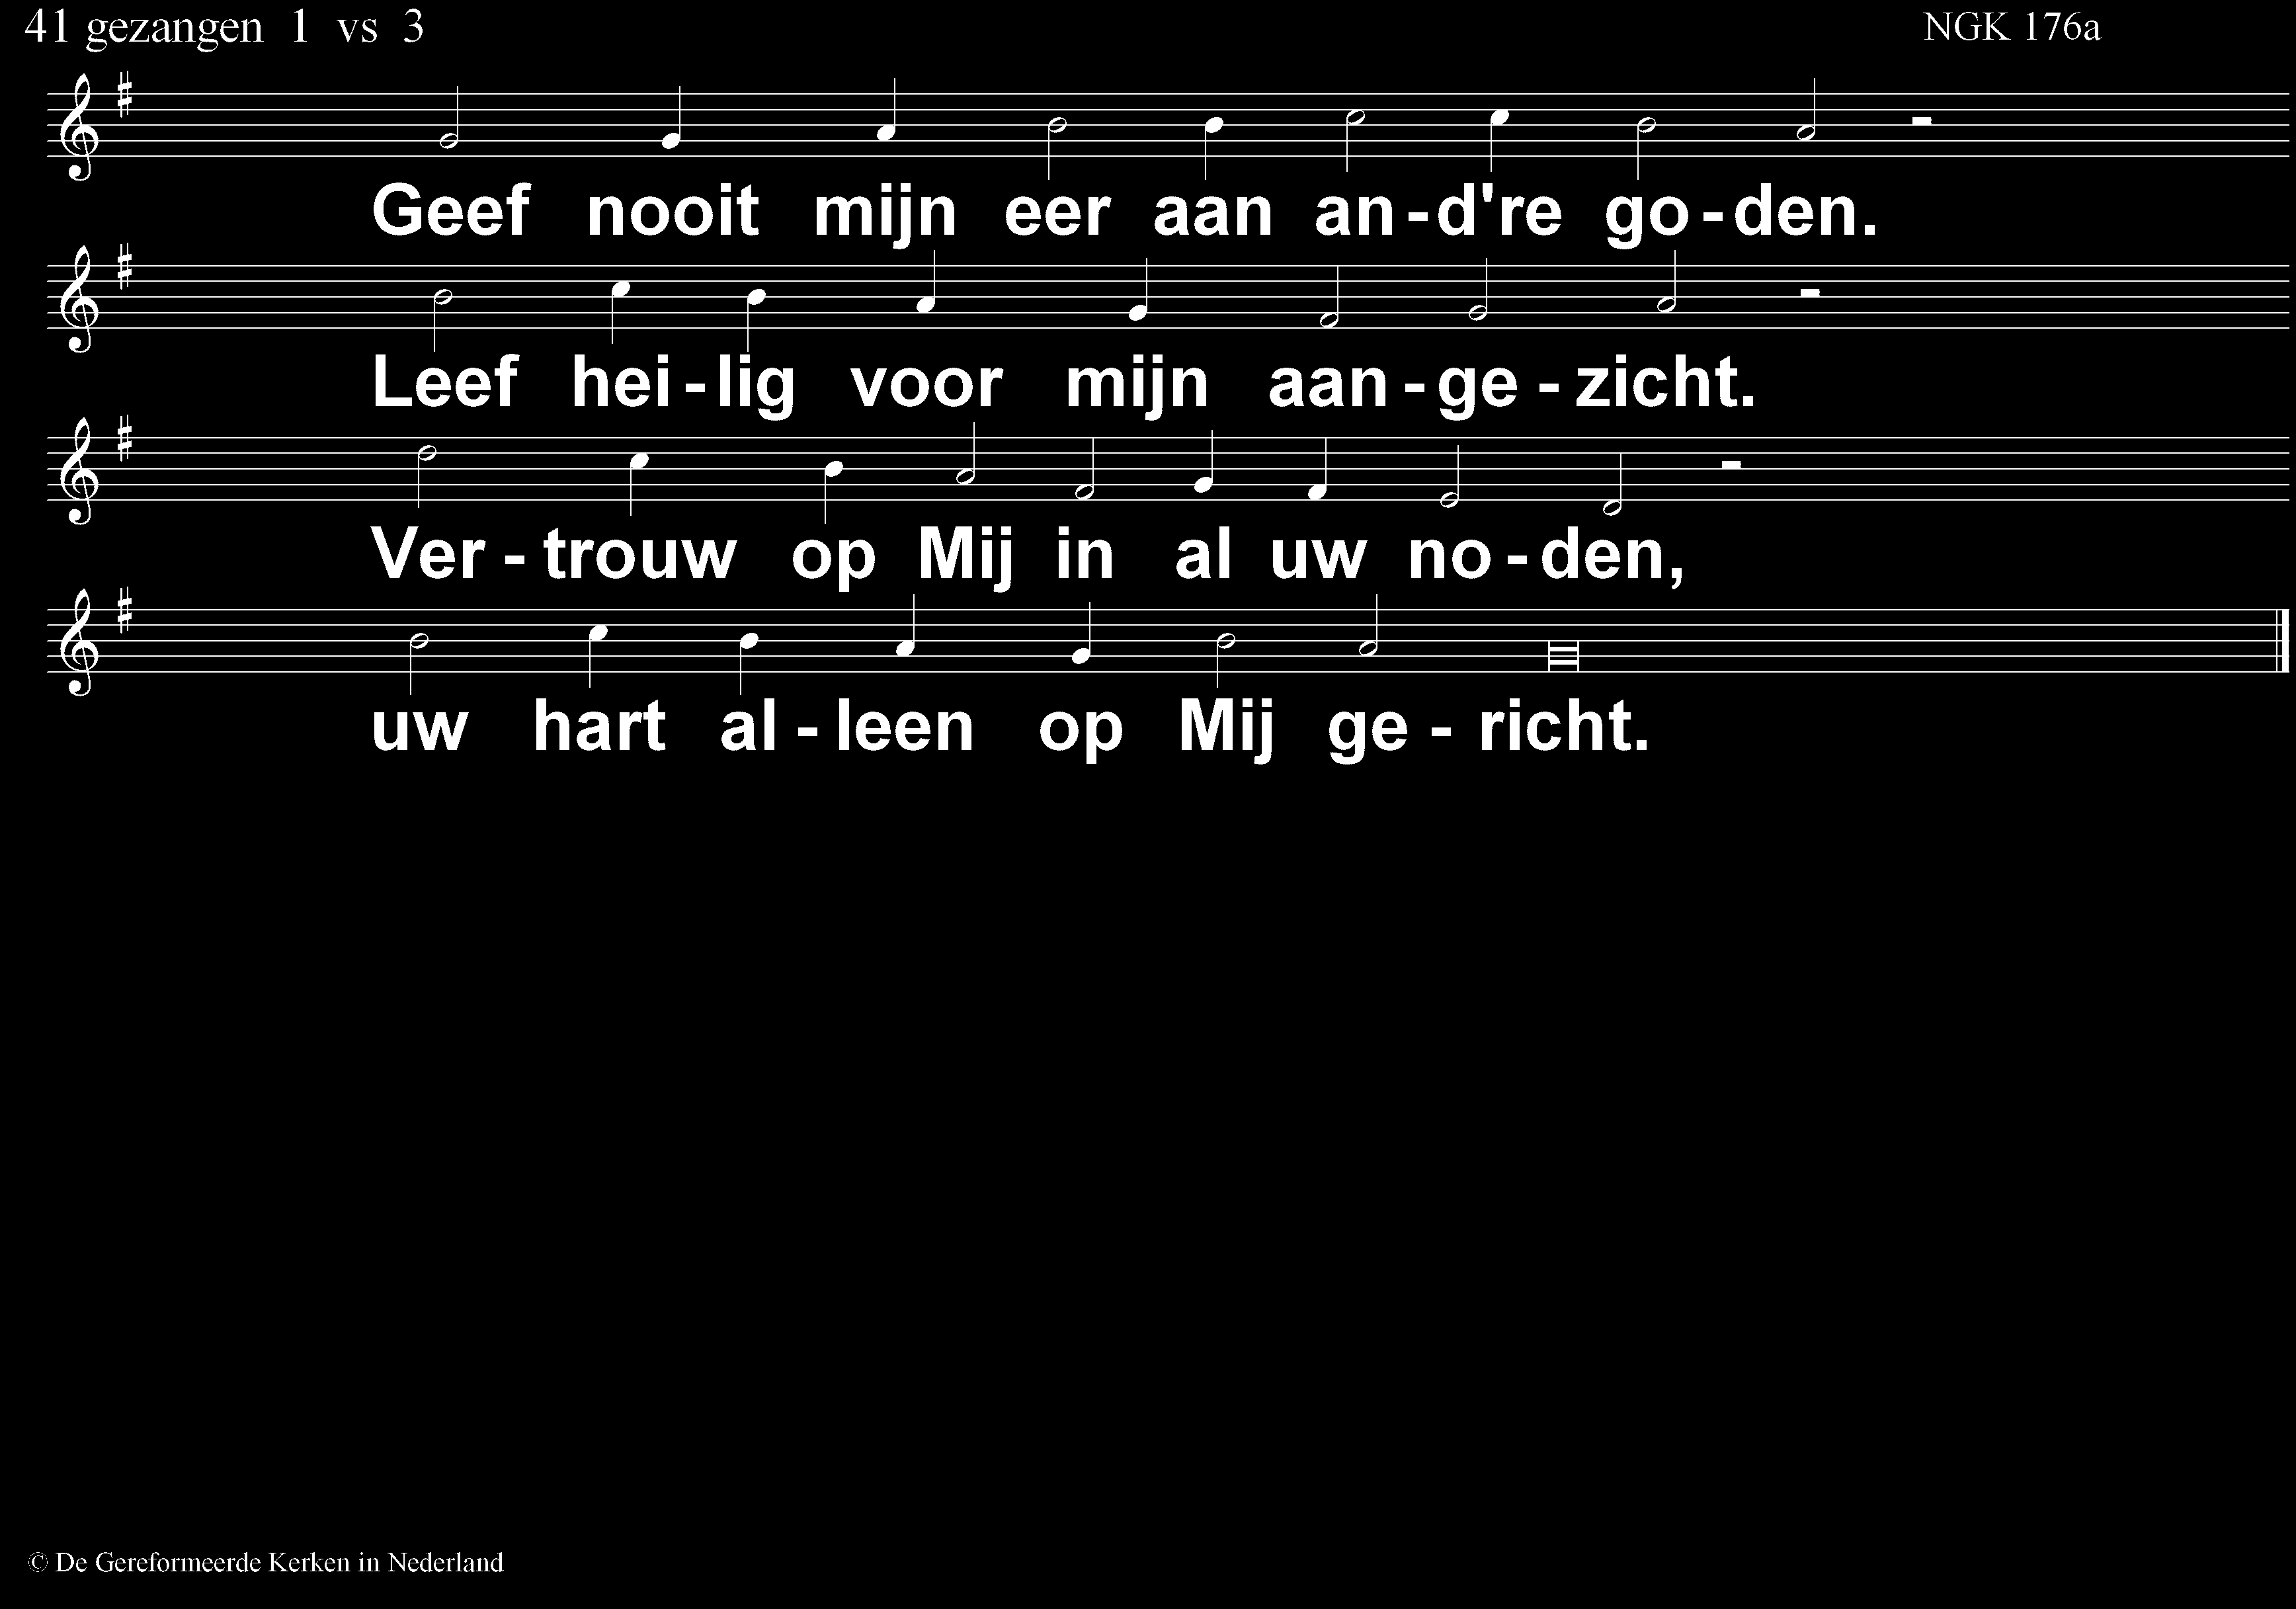 41 gezangen 1 vs 3 NGK 176a
Geef nooit mijn eer aan an-d're go-den.
Leef hei-lig voor mijn aan-ge-zicht.
Ver-trouw op Mij in al uw no-den,
uw hart al-leen op Mij ge-richt.
© De Gereformeerde Kerken in Nederland